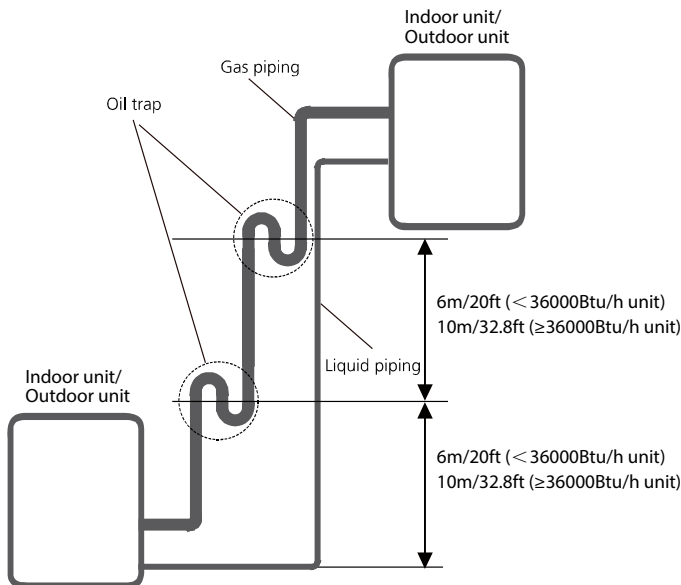 Indoor unit/
Outdoor unit
Gas piping
Oil trap
6m/20ft (＜36000Btu/h unit)
10m/32.8ft (≥36000Btu/h unit)
Liquid piping
Indoor unit/
Outdoor unit
6m/20ft (＜36000Btu/h unit)
10m/32.8ft (≥36000Btu/h unit)